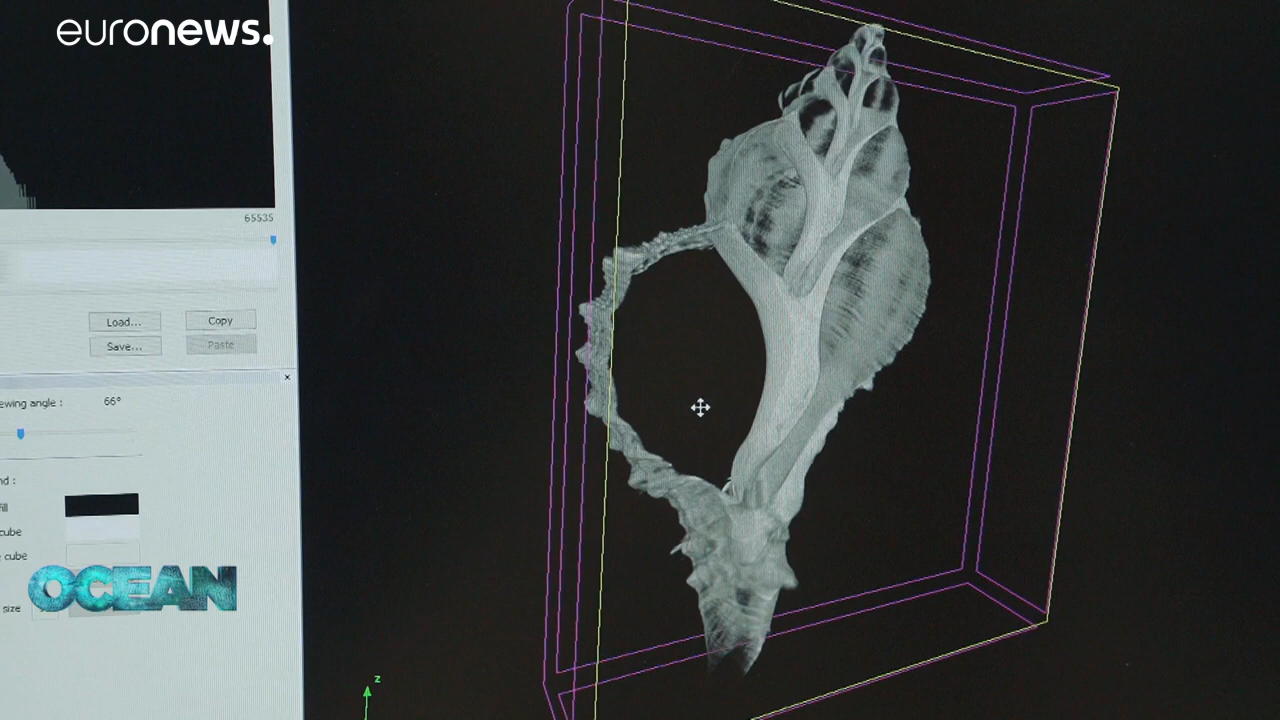 euronews.
65535
Load...
Copy
Save...
Paste
ewing angle :
66°
nd :
ill
cube
cube
OCEAN
size
z